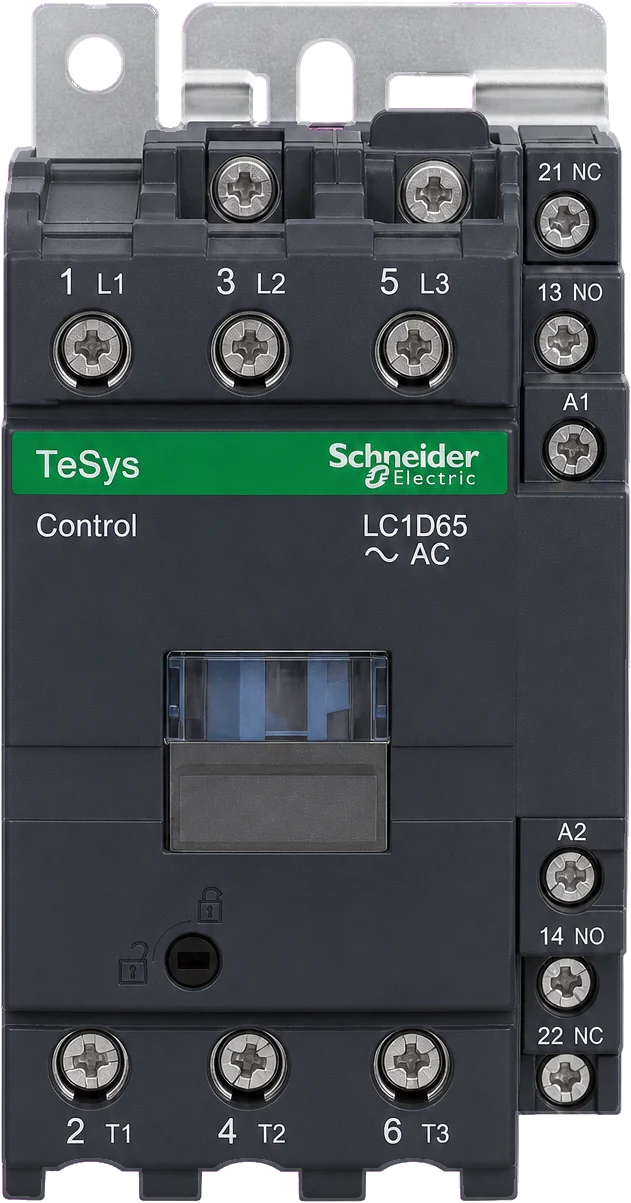 21 NC
1 L1 3 L2 5 L3
13 NO
A1
TeSys
Schneider
Electric
Control
LC1D65
AC
A2
14 NO
22 NC
2 T1 4 T2 6 T3